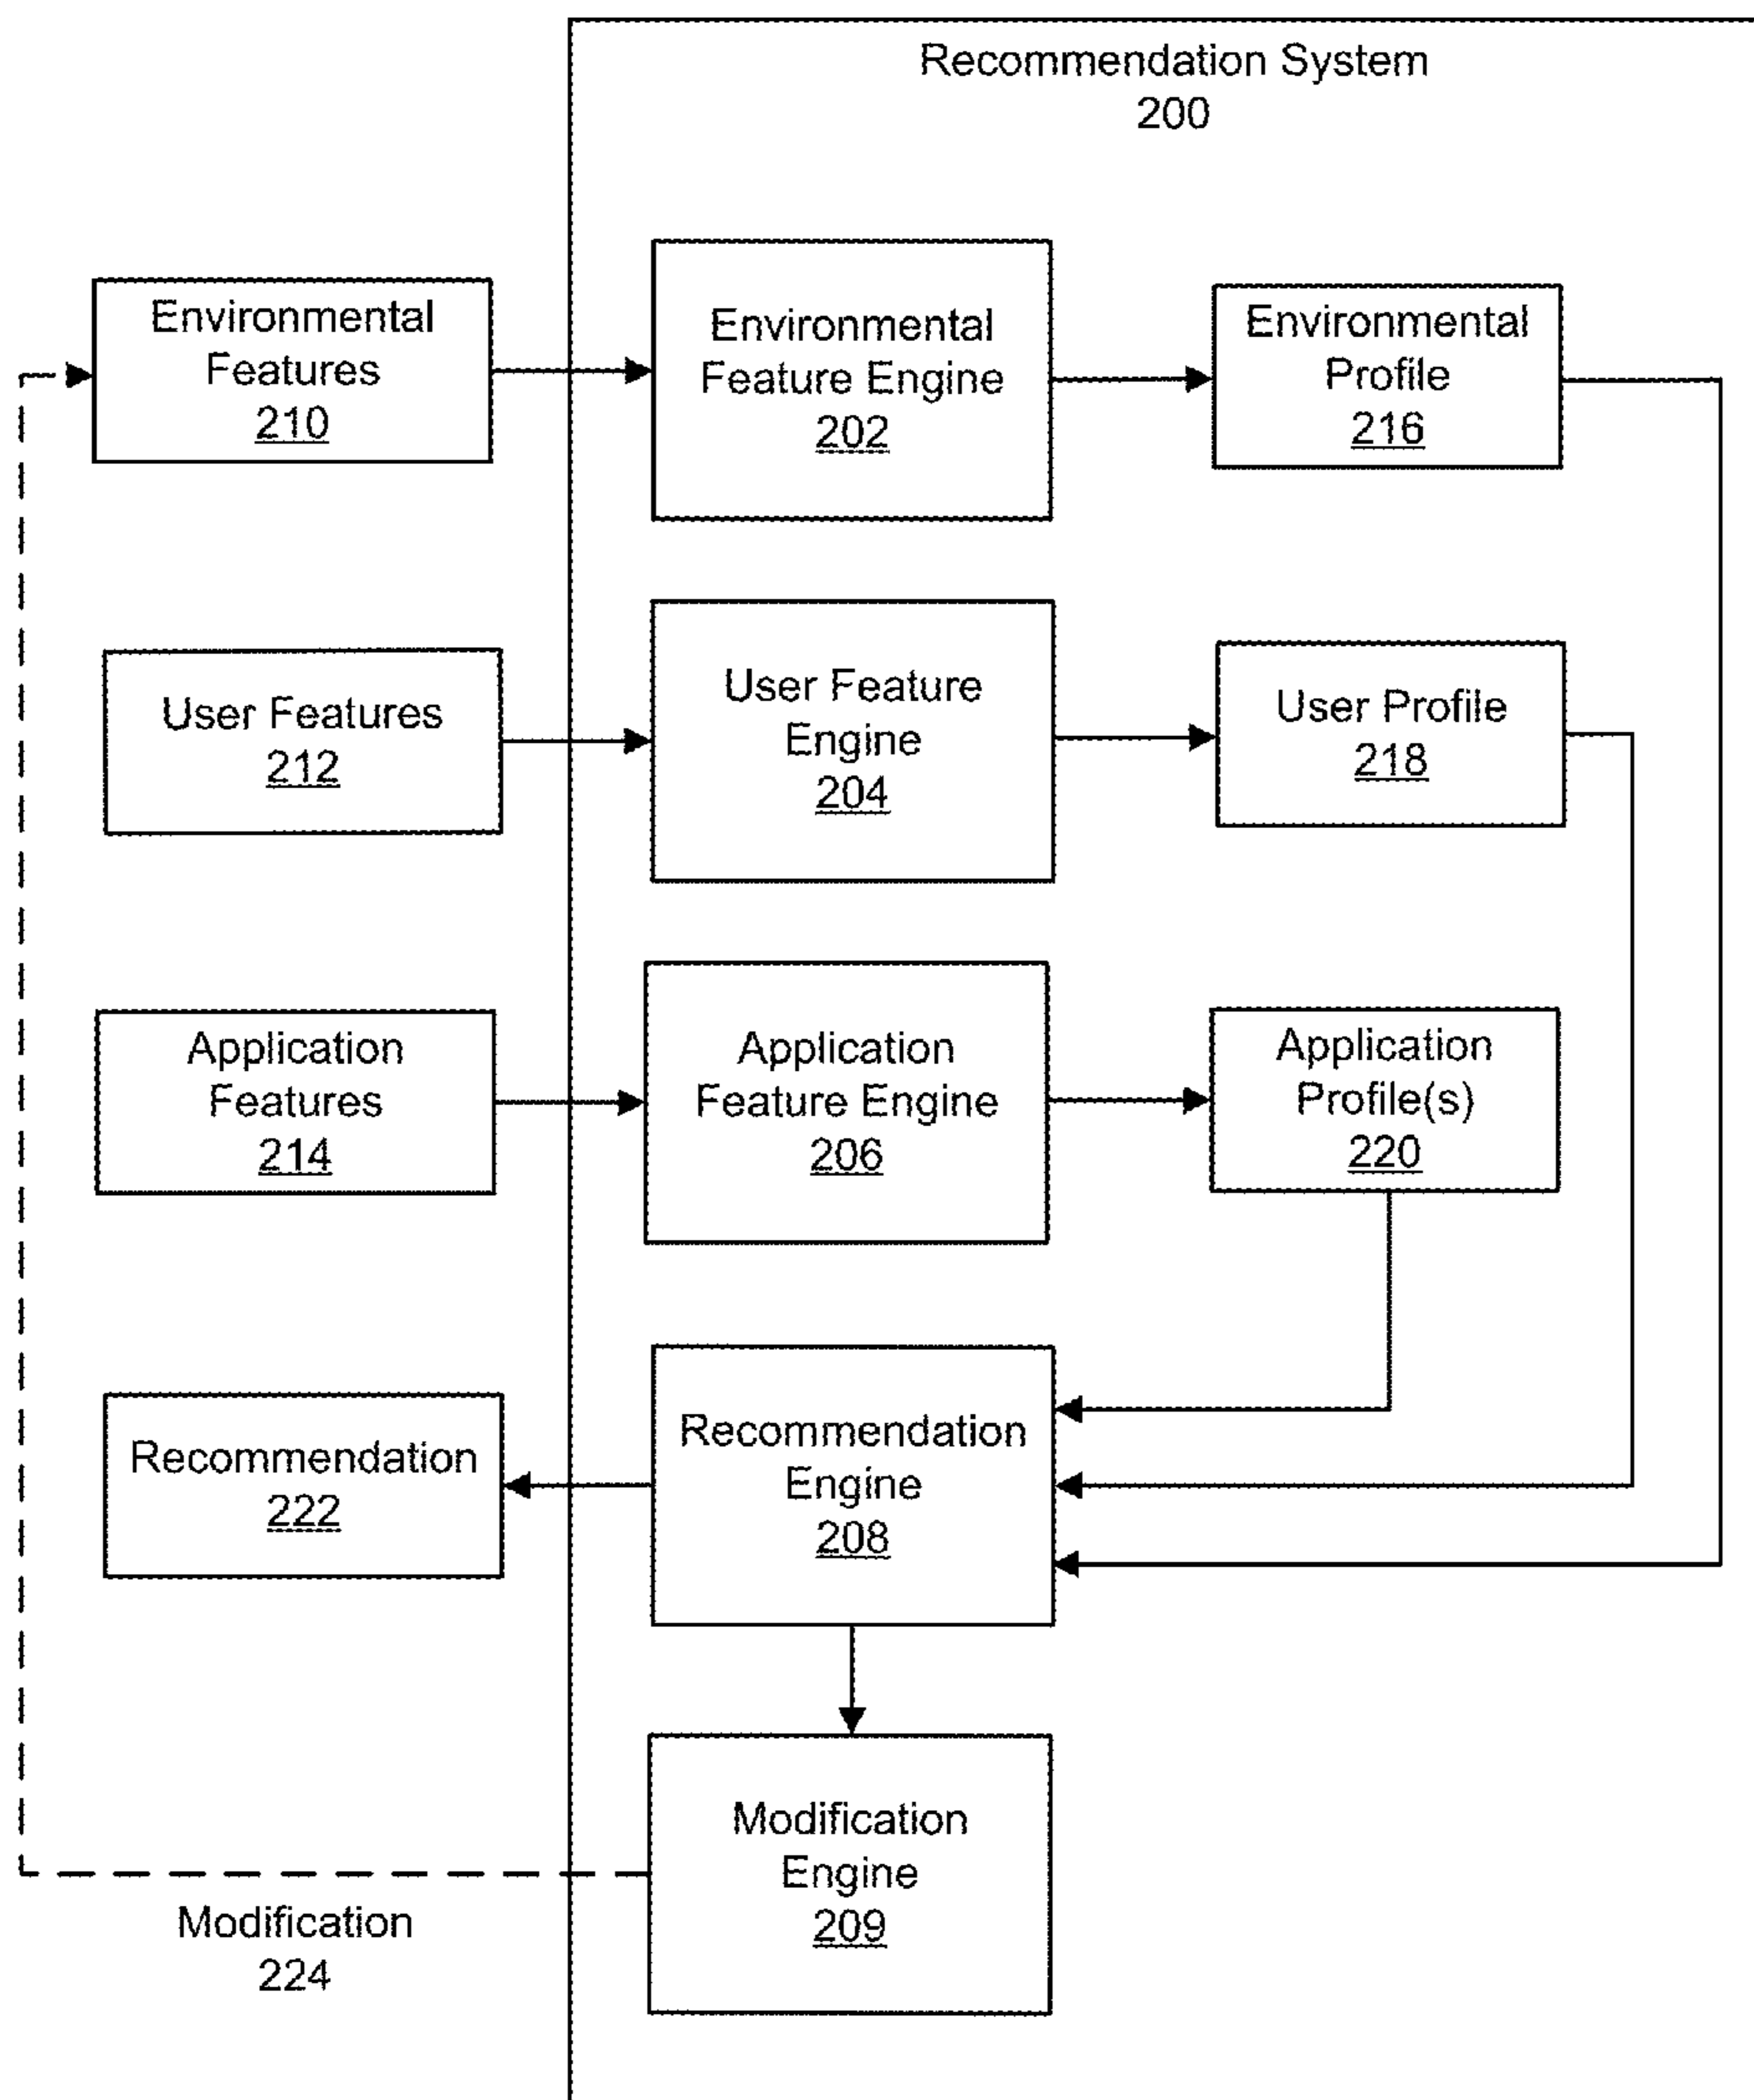 Recommendation System
200
Environmental
Features
210
Environmental
Feature Engine
202
Environmental
Profile
216
User Features
212
User Feature
Engine
204
User Profile
218
Application
Features
214
Application
Feature Engine
206
Application
Profile(s)
220
Recommendation
222
Recommendation
Engine
208
Modification
Engine
209
Modification
224